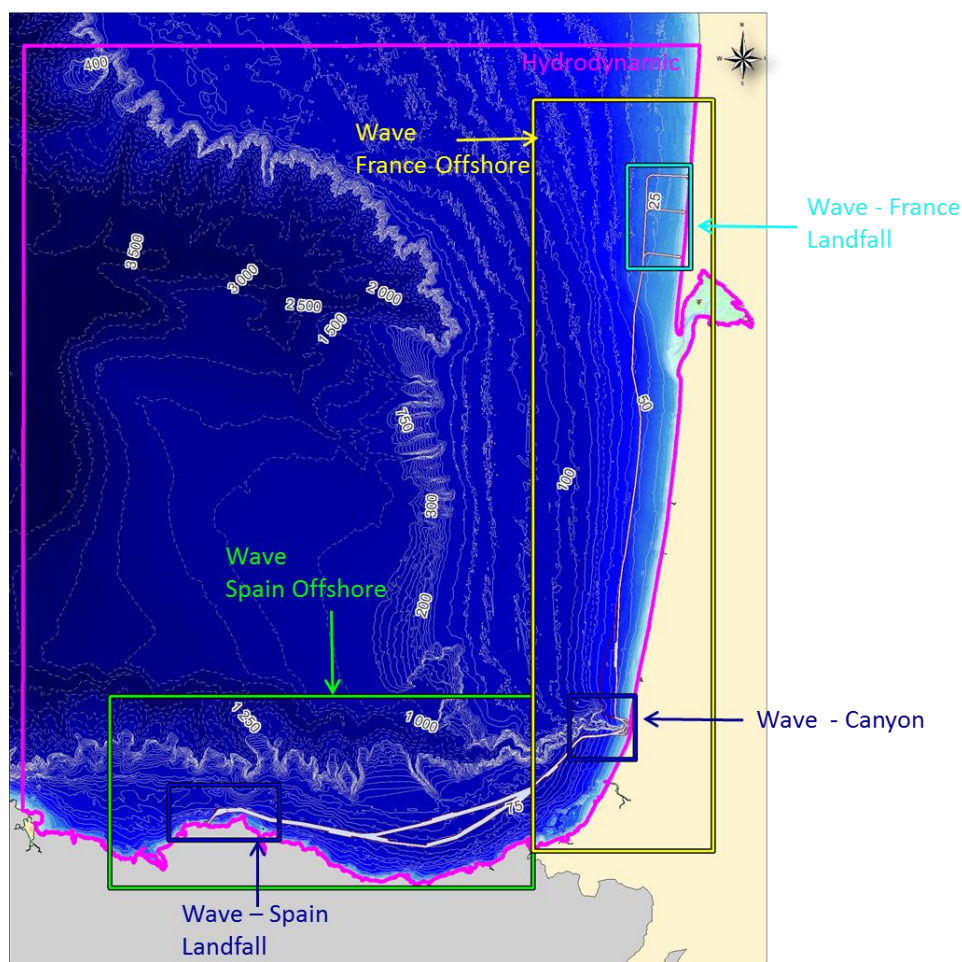 N
W
E
S
Hydrodynamic
400
Wave
France Offshore
25
Wave - France
Landfall
3 500
3 000
2 500
2 000
1 500
50
750
100
300
Wave
Spain Offshore
200
1 250
1 000
Wave - Canyon
75
Wave – Spain
Landfall